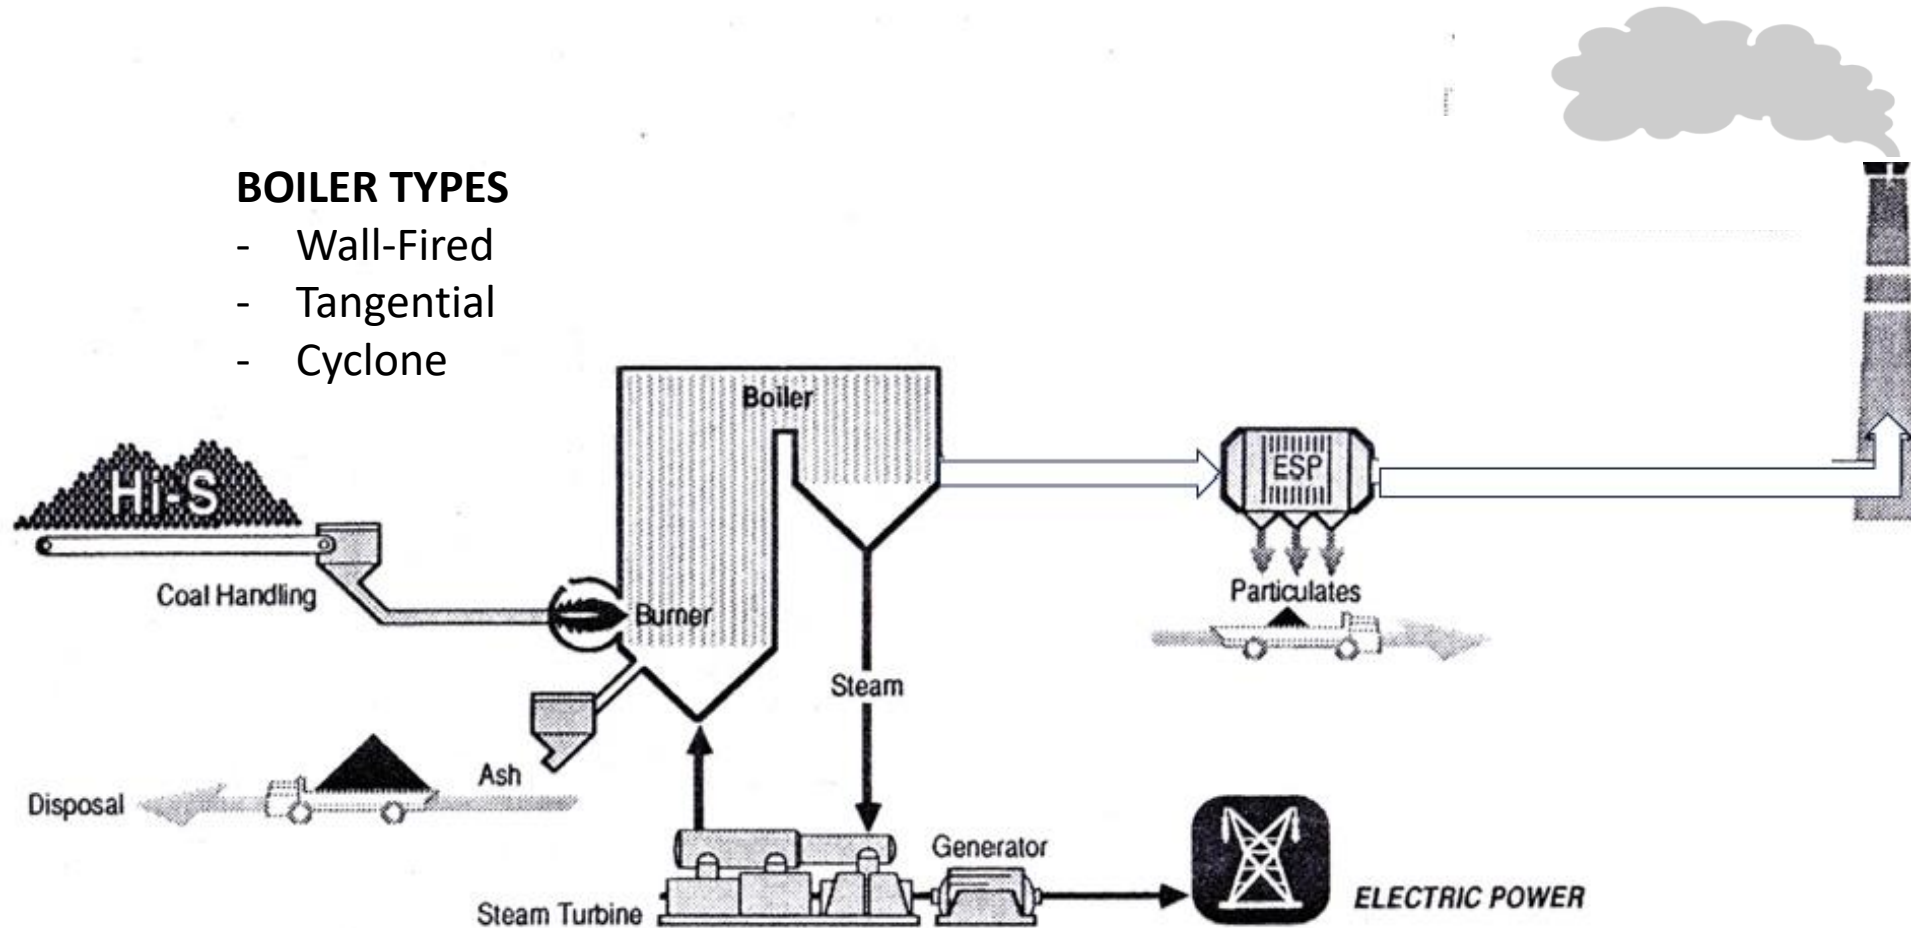 BOILER TYPES
- Wall-Fired
- Tangential
- Cyclone
Boiler
Hi-S
ESP
Coal Handling
Burner
Particulates
Steam
Ash
Disposal
Generator
Steam Turbine
ELECTRIC POWER